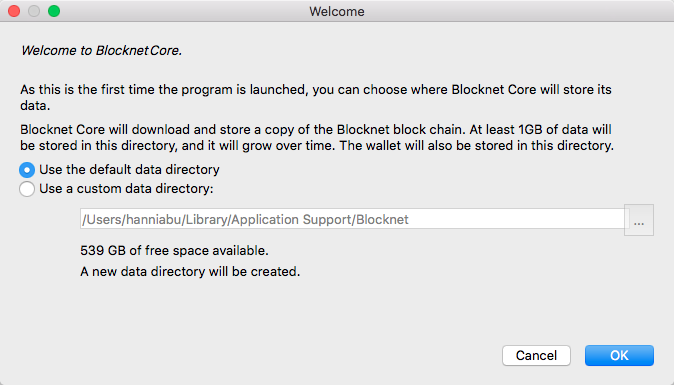 Welcome
Welcome to Blocknet Core.
As this is the first time the program is launched, you can choose where Blocknet Core will store its
data.
Blocknet Core will download and store a copy of the Blocknet block chain. At least 1GB of data will
be stored in this directory, and it will grow over time. The wallet will also be stored in this directory.
Use the default data directory
Use a custom data directory:
/Users/hanniabu/Library/Application Support/Blocknet
...
539 GB of free space available.
A new data directory will be created.
Cancel
OK